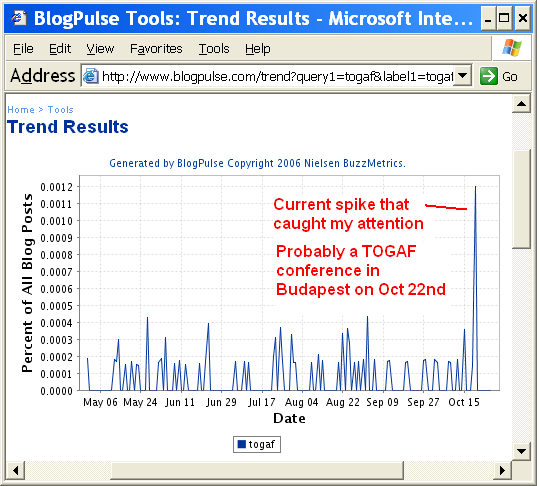 BlogPulse Tools: Trend Results - Microsoft Inte...
File Edit View Favorites Tools Help
Address http://www.blogpulse.com/trend?query1=togaf&label1=togaf Go
Home > Tools
Trend Results
Generated by BlogPulse Copyright 2006 Nielsen BuzzMetrics.
Percent of All Blog Posts
0.0012
0.0011
0.0010
0.0009
0.0008
0.0007
0.0006
0.0005
0.0004
0.0003
0.0002
0.0001
0.0000
Current spike that
caught my attention
Probably a TOGAF
conference in
Budapest on Oct 22nd
May 06 May 24 Jun 11 Jun 29 Jul 17 Aug 04 Aug 22 Sep 09 Sep 27 Oct 15
Date
togaf